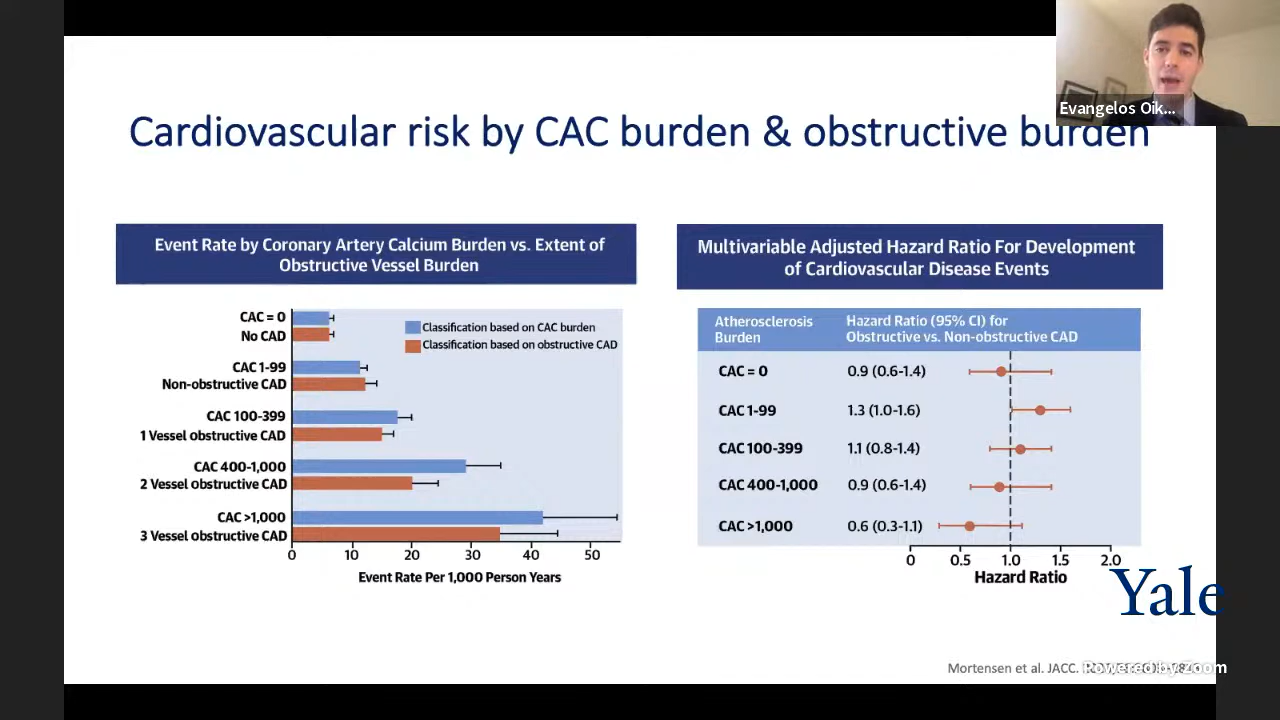 Evangelos Oik...
Cardiovascular risk by CAC burden & obstructive burden
Event Rate by Coronary Artery Calcium Burden vs. Extent of
Obstructive Vessel Burden
CAC = 0
No CAD
CAC 1-99
Non-obstructive CAD
CAC 100-399
1 Vessel obstructive CAD
CAC 400-1,000
2 Vessel obstructive CAD
CAC >1,000
3 Vessel obstructive CAD
Classification based on CAC burden
Classification based on obstructive CAD
0 10 20 30 40 50
Event Rate Per 1,000 Person Years
Multivariable Adjusted Hazard Ratio For Development
of Cardiovascular Disease Events
Atherosclerosis
Burden
Hazard Ratio (95% CI) for
Obstructive vs. Non-obstructive CAD
CAC = 0 0.9 (0.6-1.4)
CAC 1-99 1.3 (1.0-1.6)
CAC 100-399 1.1 (0.8-1.4)
CAC 400-1,000 0.9 (0.6-1.4)
CAC >1,000 0.6 (0.3-1.1)
0 0.5 1.0 1.5 2.0
Hazard Ratio
Yale
Mortensen et al. JACC.
Powered by Zoom